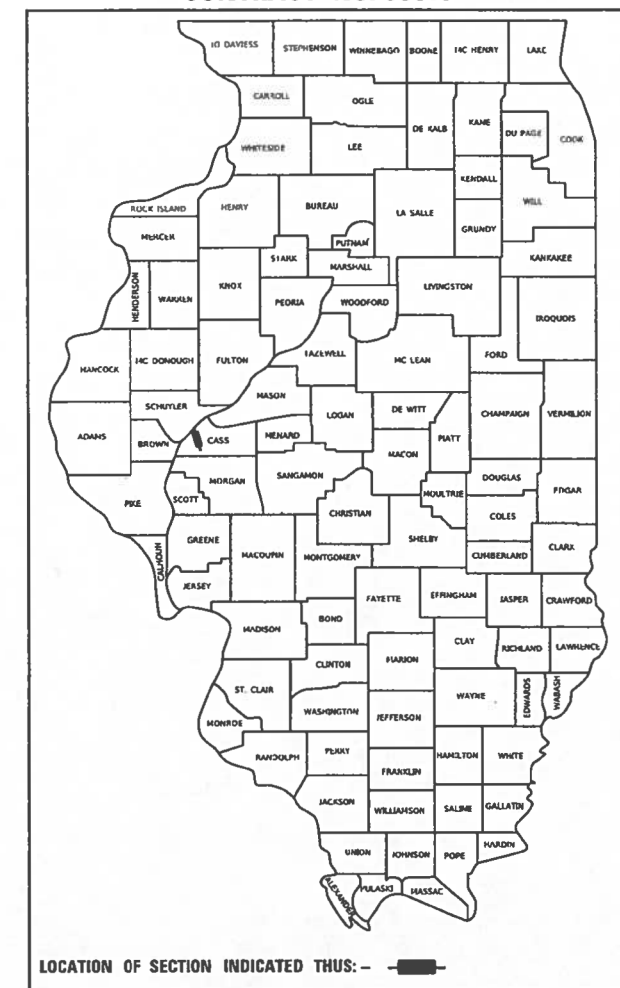 JO DAVIESS STEPHENSON WINNEBAGO BOONE MC HENRY LAKE
CARROLL OGLE DE KALB KANE DU PAGE COOK
WHITESIDE LEE
KENDALL
ROCK ISLAND HENRY BUREAU LA SALLE WILL
MERCER PUTNAM GRUNDY
STARK MARSHALL KANKAKEE
HENDERSON WARREN KNOX PEORIA WOODFORD LIVINGSTON IROQUOIS
HANCOCK MC DONOUGH FULTON TAZEWELL MC LEAN FORD
SCHUYLER MASON LOGAN DE WITT CHAMPAIGN VERMILION
ADAMS BROWN CASS MENARD MACON PIATT
PIKE SCOTT MORGAN SANGAMON MOULTRIE DOUGLAS EDGAR
CHRISTIAN COLES
CALHOUN GREENE MACOUPIN MONTGOMERY SHELBY CUMBERLAND CLARK
JERSEY FAYETTE EFFINGHAM JASPER CRAWFORD
MADISON BOND
CLINTON MARION CLAY RICHLAND LAWRENCE
ST. CLAIR WASHINGTON JEFFERSON WAYNE EDWARDS WABASH
MONROE
RANDOLPH PERRY FRANKLIN HAMILTON WHITE
JACKSON WILLIAMSON SALINE GALLATIN
UNION JOHNSON POPE HARDIN
ALEXANDER PULASKI MASSAC
LOCATION OF SECTION INDICATED THUS: -